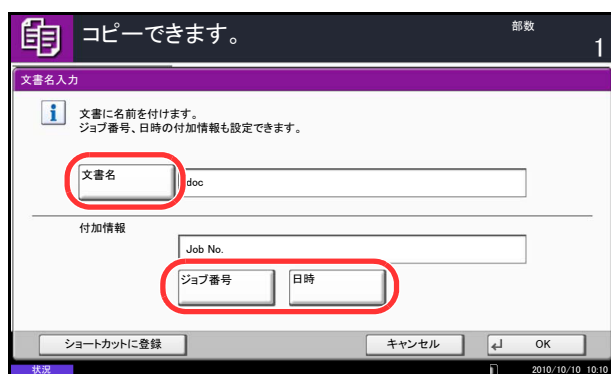 コピーできます。
部数
1
文書名入力
文書に名前を付けます。
ジョブ番号、日時の付加情報も設定できます。
文書名
doc
付加情報
Job No.
ジョブ番号
日時
ショートカットに登録
キャンセル
OK
状況
2010/10/10 10:10